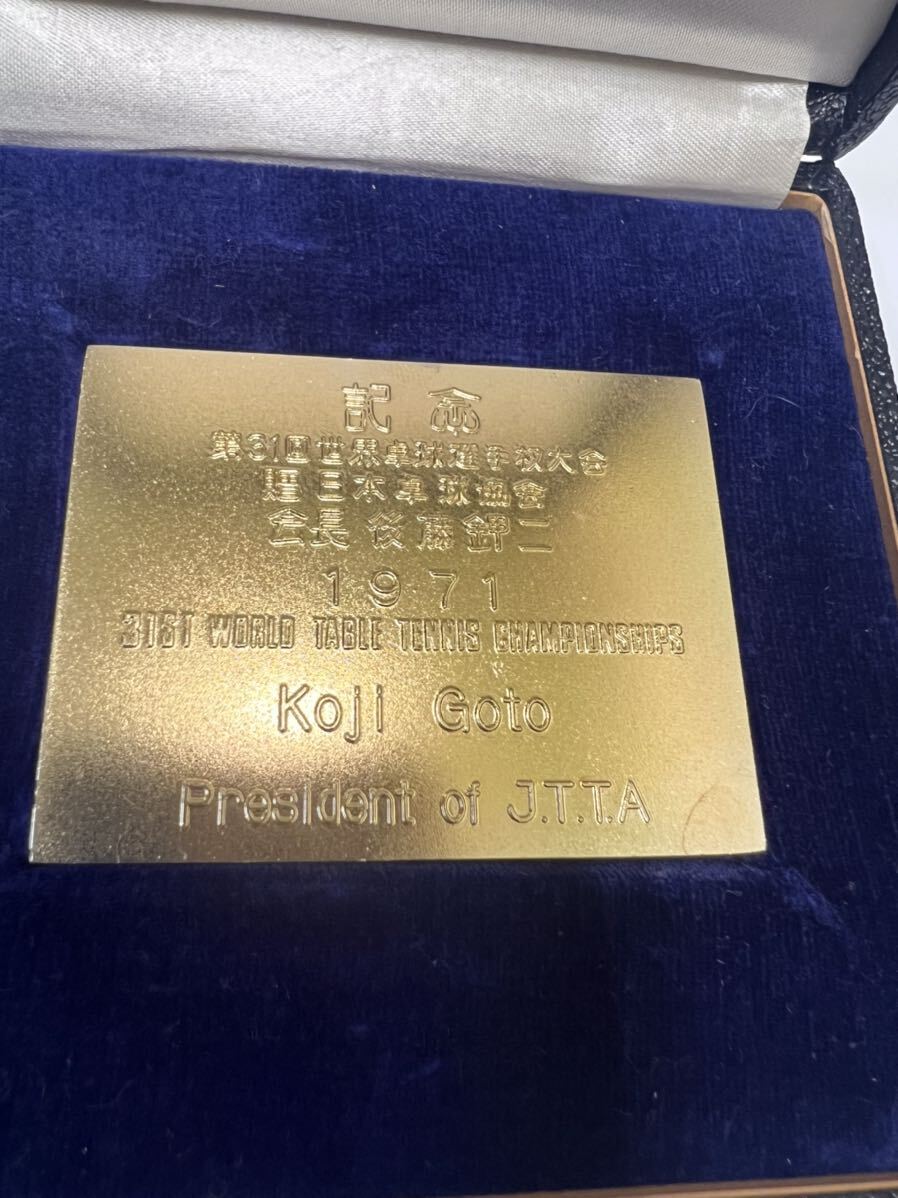 記念
第31回世界卓球選手权大会
日本卓球協会
会長 後藤鉀二
1971
31ST WORLD TABLE TENNIS CHAMPIONSHIPS
Koji Goto
President of J.T.T.A